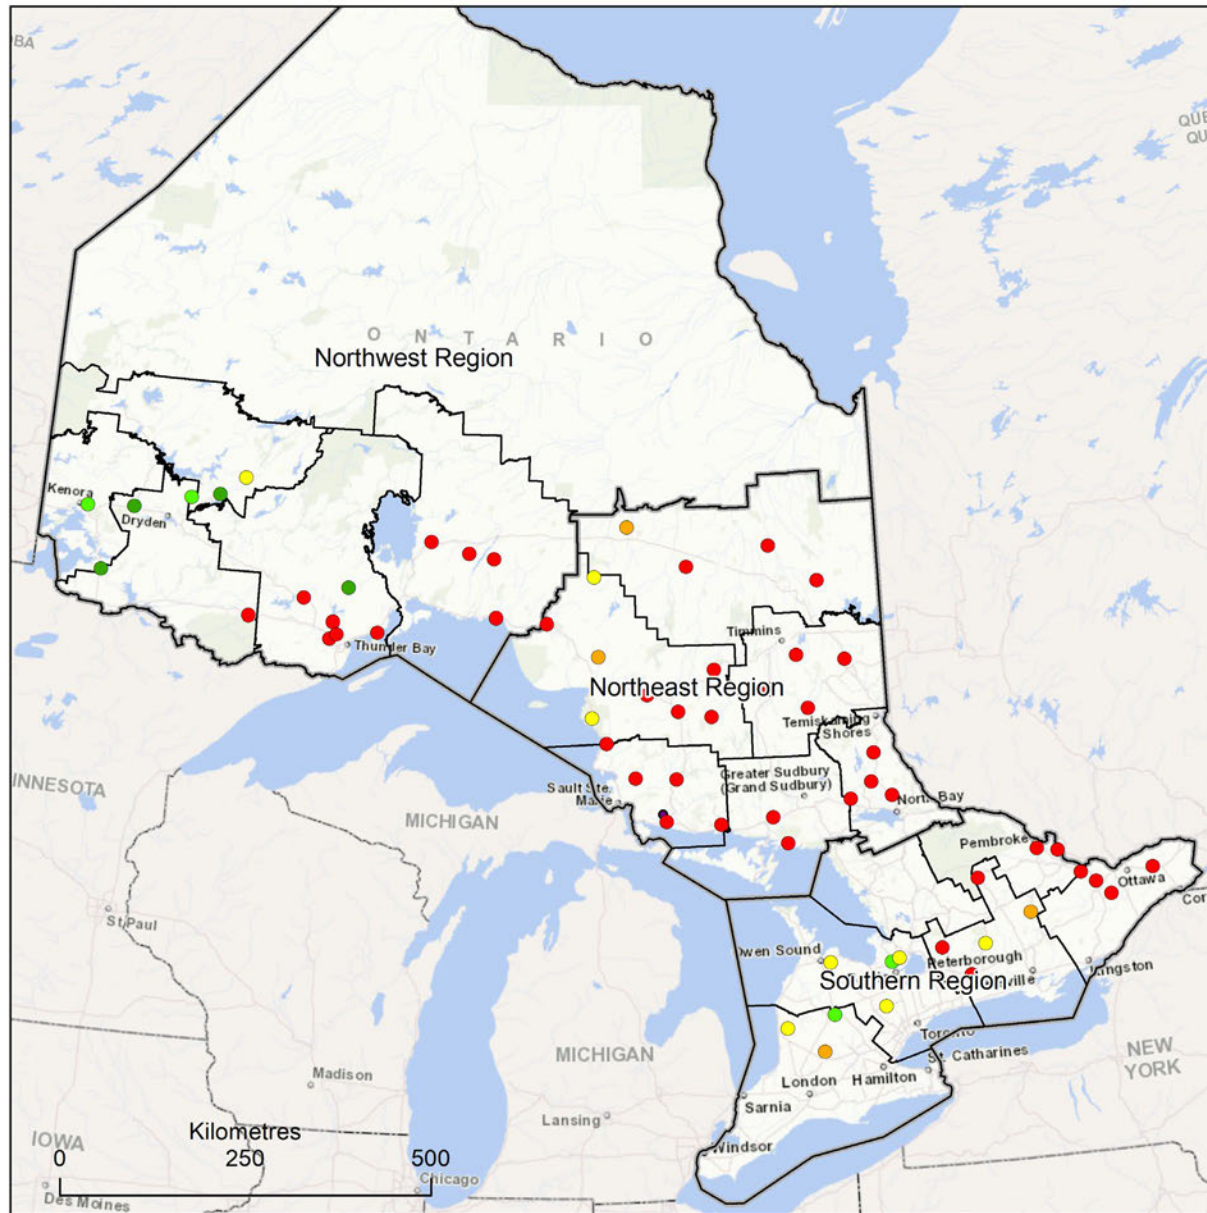 BA
QUE
QU
O N T A R I O
Northwest Region
Kenora
Dryden
Thunder Bay
Timmins
Northeast Region
Temiskaming
Shores
INNESOTA
Greater Sudbury
(Grand Sudbury)
Sault Ste.
Marie
North Bay
MICHIGAN
Pembroke
Ottawa
Cor
St Paul
Owen Sound
Peterborough
Kingston
Southern Region
ville
Toronto
St. Catharines
MICHIGAN
NEW
YORK
Madison
London
Hamilton
Sarnia
Lansing
Kilometres
IOWA
Windsor
0
250
500
Chicago
Des Moines